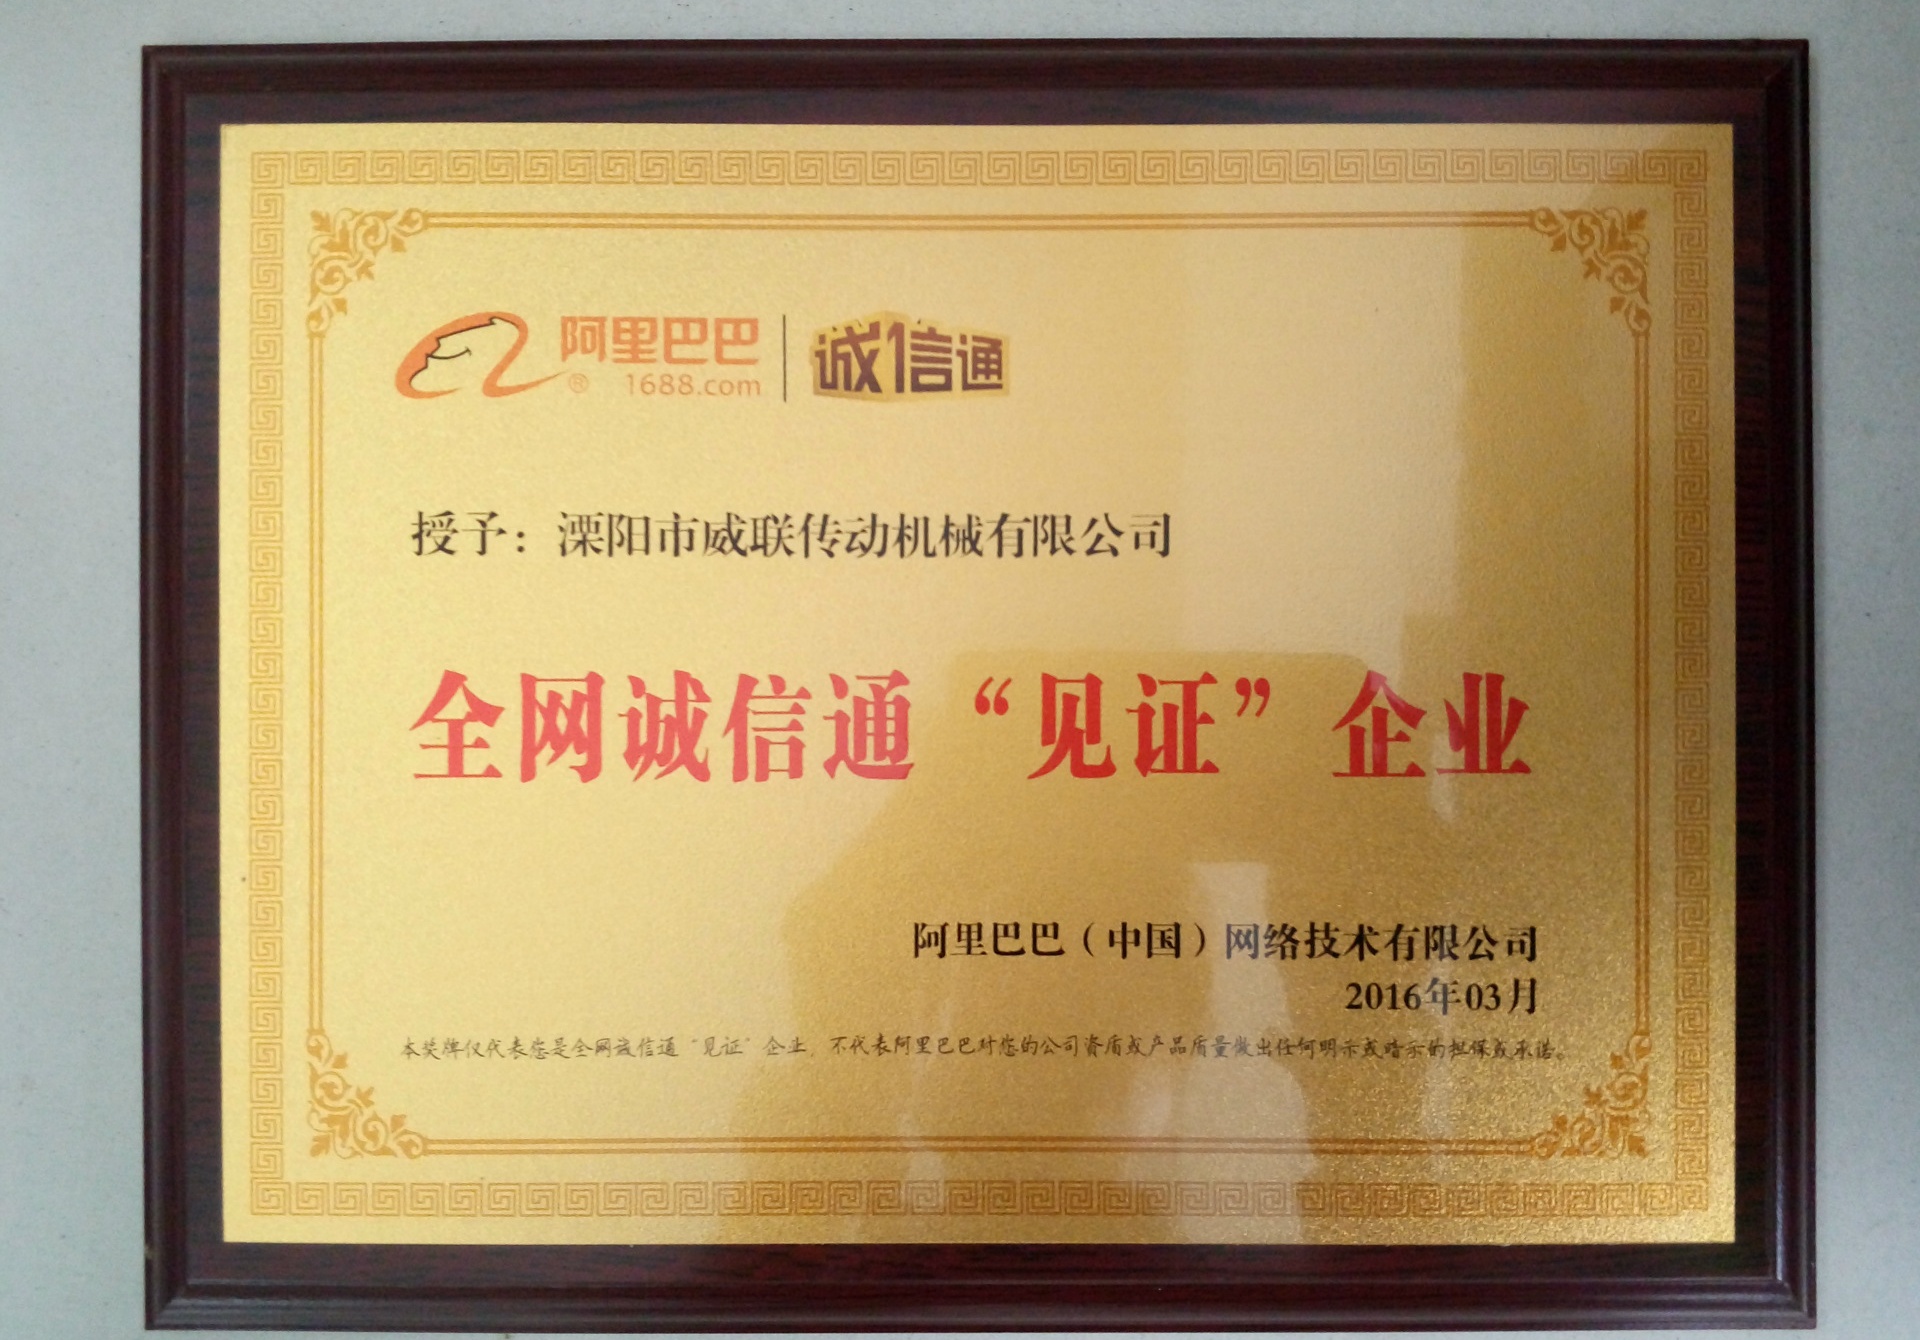 阿里巴巴 诚信通
® 1688.com
授予：溧阳市威联传动机械有限公司
全网诚信通“见证”企业
阿里巴巴（中国）网络技术有限公司
2016年03月
本奖牌仅代表您是全网诚信通“见证”企业，不代表阿里巴巴对您的公司资质或产品质量做出任何明示或暗示的担保或承诺。